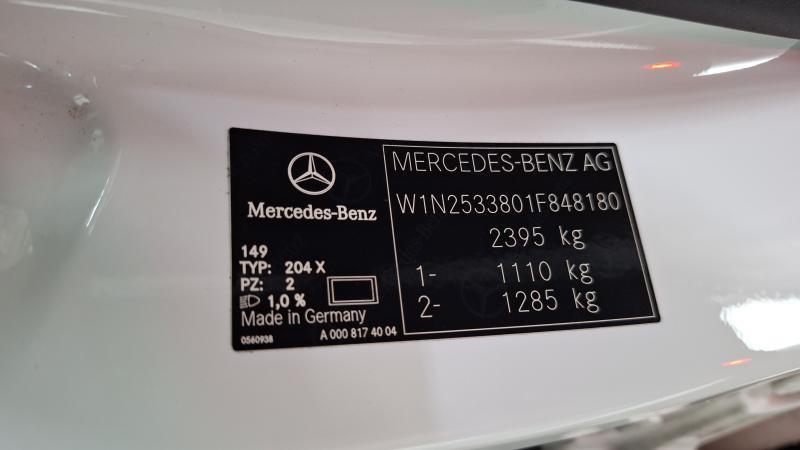 Mercedes-Benz
149
TYP: 204 X
PZ: 2
1,0 %
Made in Germany
0560938 A 000 817 40 04
MERCEDES-BENZ AG
W1N2533801F848180
2395 kg
1- 1110 kg
2- 1285 kg